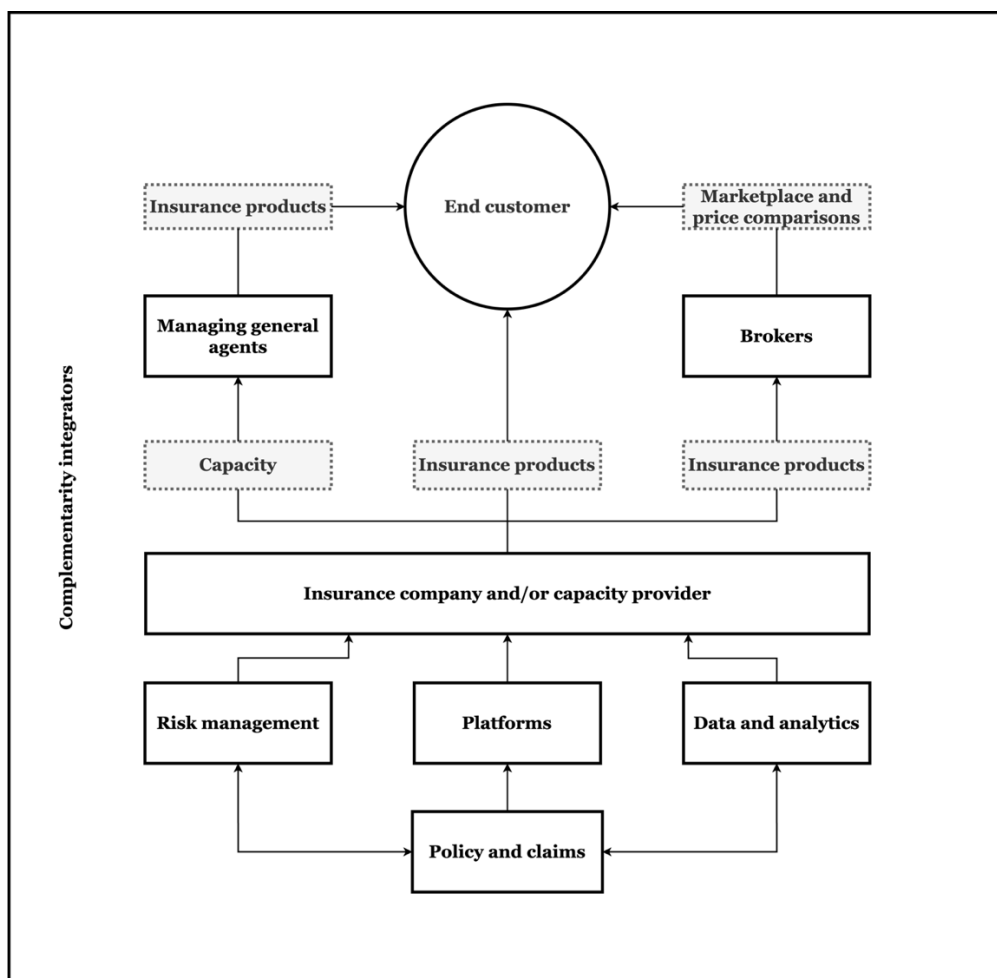 End customer
Insurance products
Marketplace and
price comparisons
Managing general
agents
Brokers
Complementarity integrators
Capacity
Insurance products
Insurance products
Insurance company and/or capacity provider
Risk management
Platforms
Data and analytics
Policy and claims